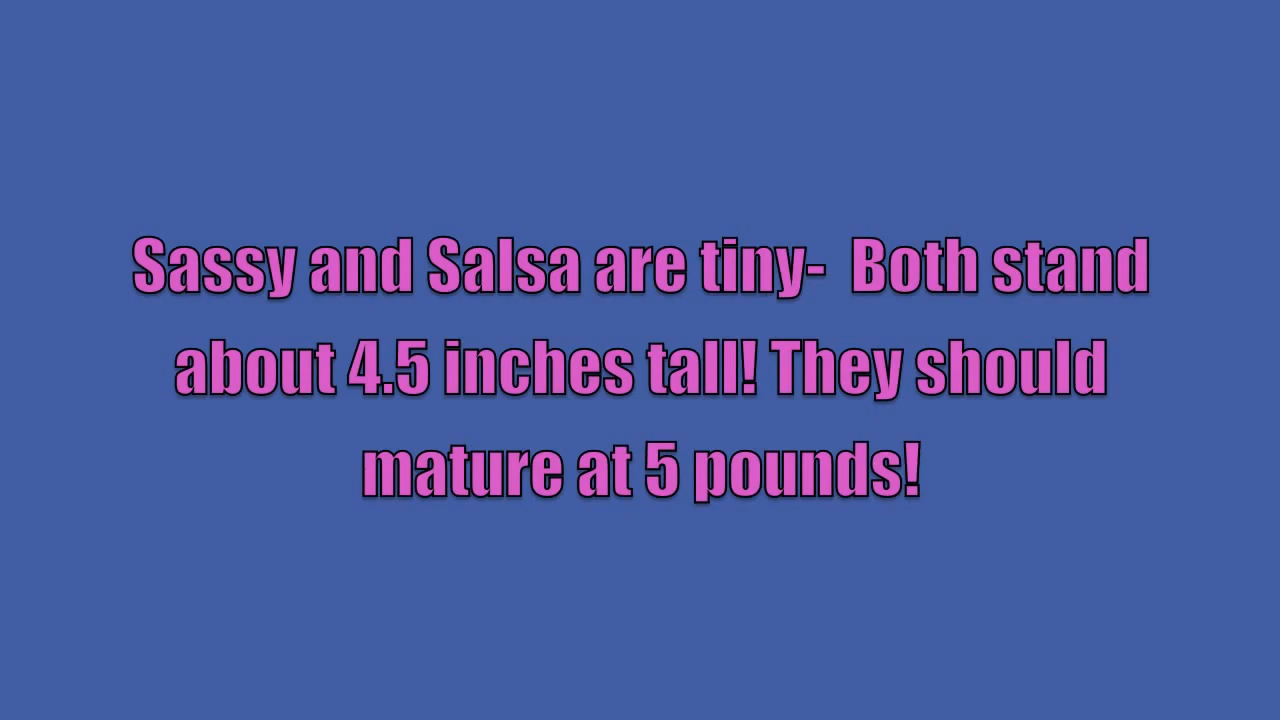 Sassy and Salsa are tiny-  Both stand
about 4.5 inches tall! They should
mature at 5 pounds!